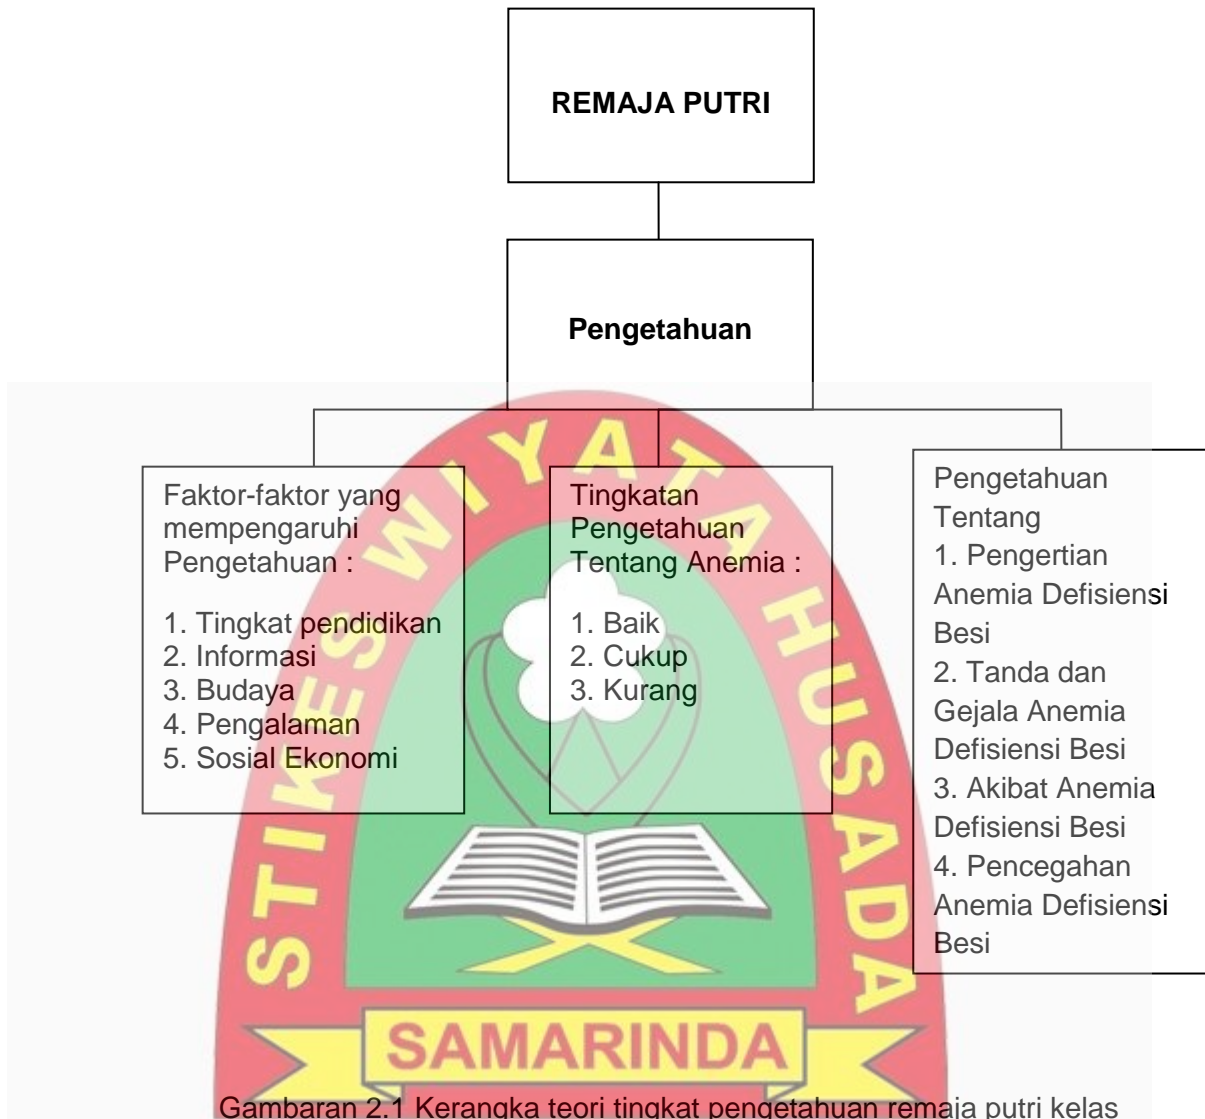 REMAJA PUTRI
Pengetahuan
Faktor-faktor yang
mempengaruhi
Pengetahuan :
1. Tingkat pendidikan
2. Informasi
3. Budaya
4. Pengalaman
5. Sosial Ekonomi
Tingkatan
Pengetahuan
Tentang Anemia :
1. Baik
2. Cukup
3. Kurang
Pengetahuan
Tentang
1. Pengertian
Anemia Defisiensi
Besi
2. Tanda dan
Gejala Anemia
Defisiensi Besi
3. Akibat Anemia
Defisiensi Besi
4. Pencegahan
Anemia Defisiensi
Besi
STIKES WIYATA HUSADA
SAMARINDA
Gambaran 2.1 Kerangka teori tingkat pengetahuan remaja putri kelas